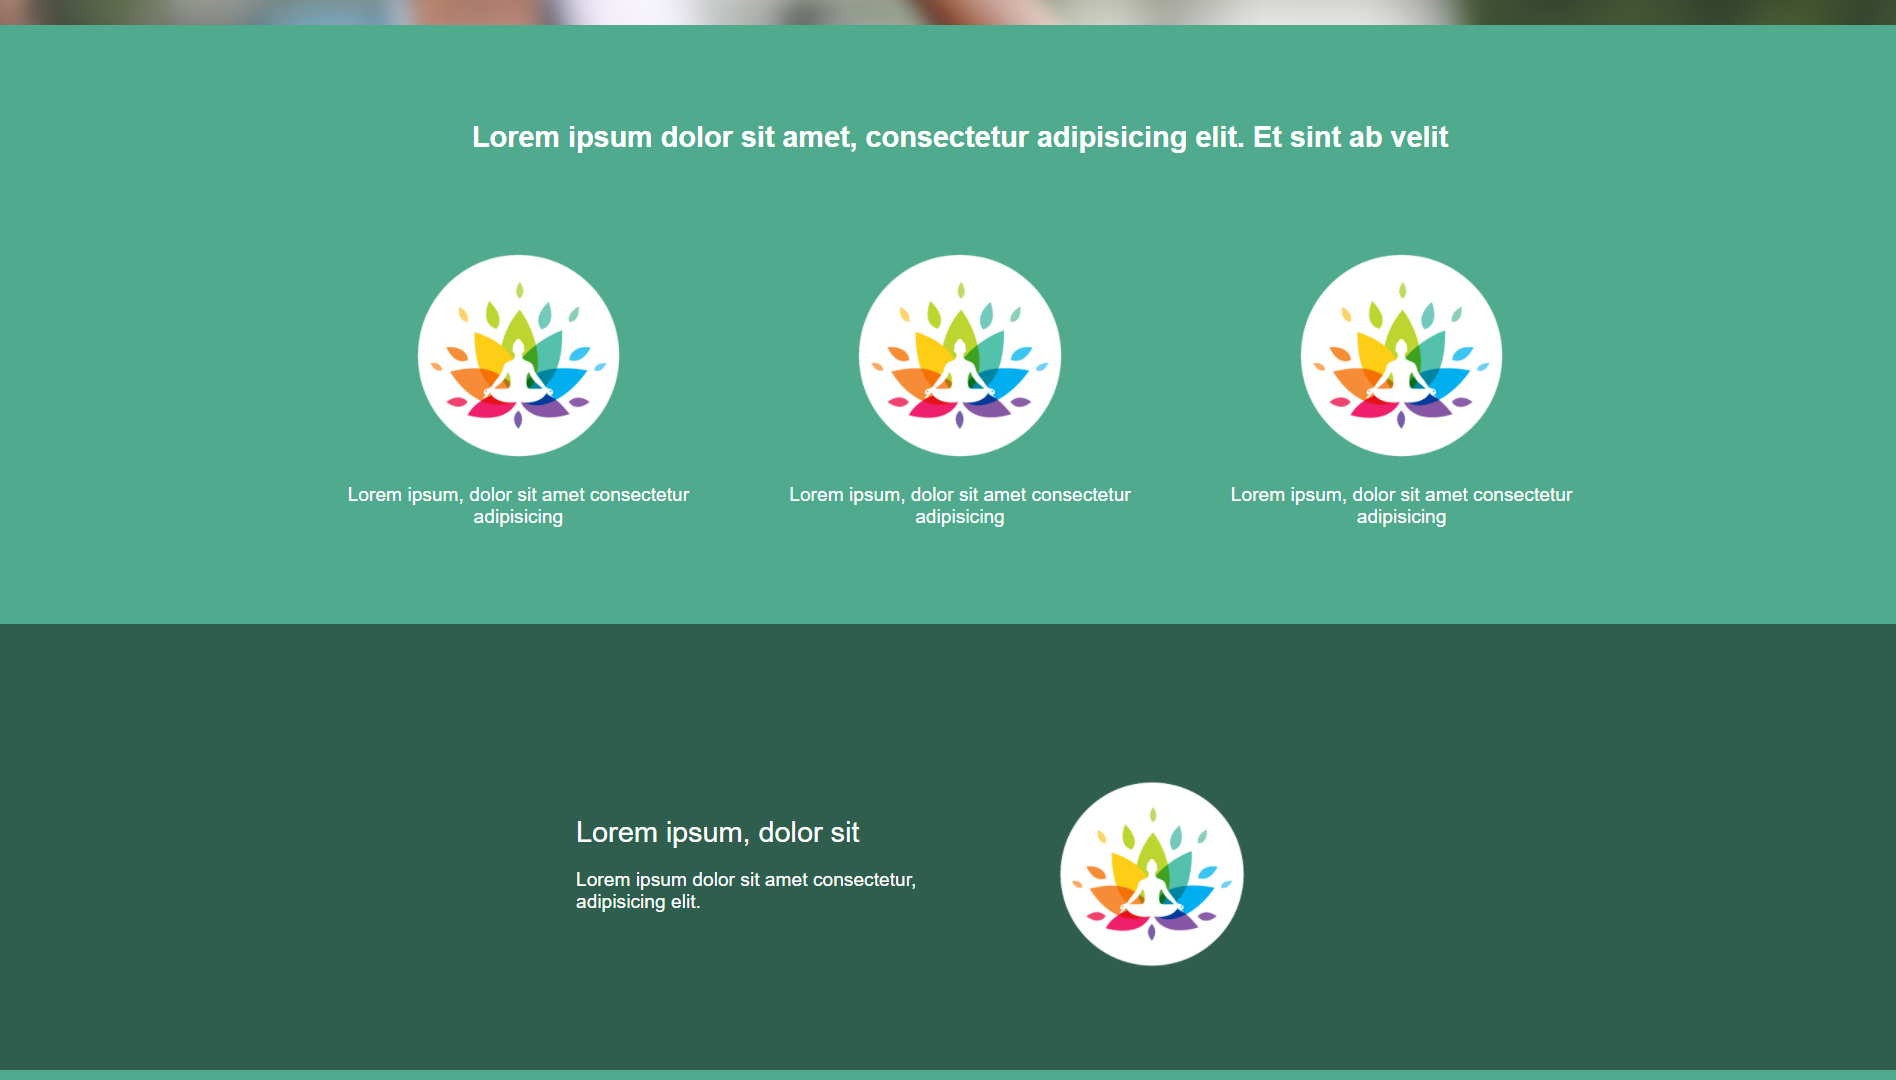 Lorem ipsum dolor sit amet, consectetur adipisicing elit. Et sint ab velit
Lorem ipsum, dolor sit amet consectetur
adipisicing
Lorem ipsum, dolor sit amet consectetur
adipisicing
Lorem ipsum, dolor sit amet consectetur
adipisicing
Lorem ipsum, dolor sit
Lorem ipsum dolor sit amet consectetur,
adipisicing elit.